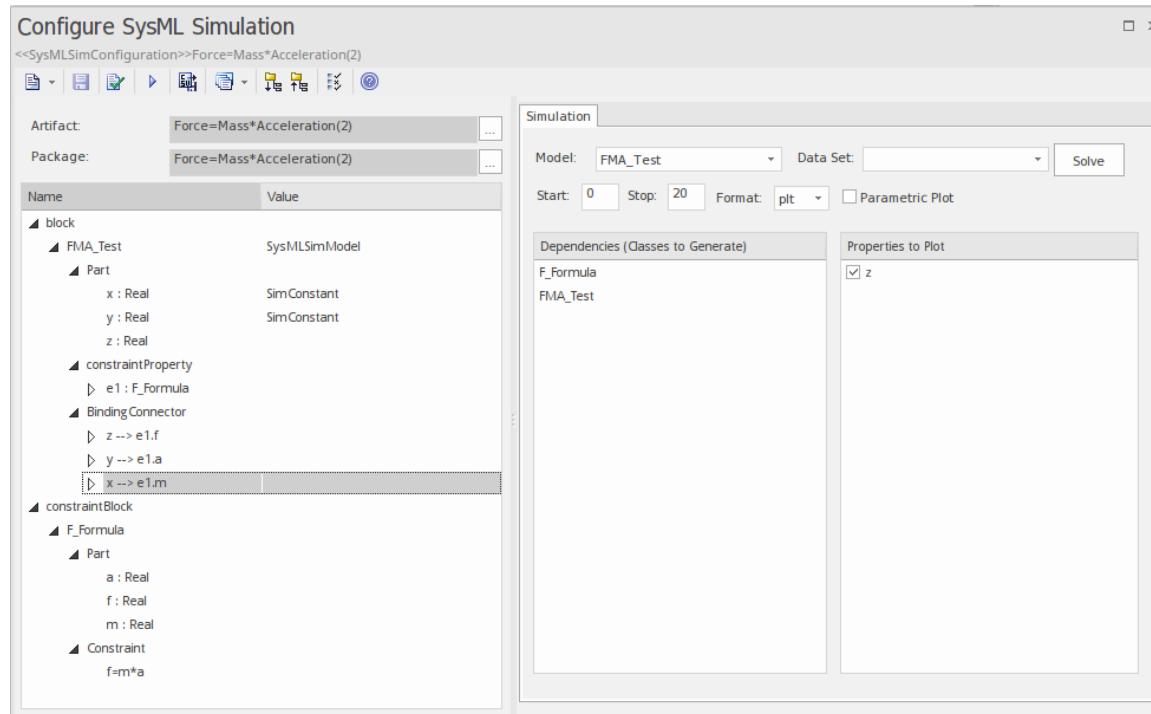 Configure SysML Simulation
<<SysMLSimConfiguration>>Force=Mass*Acceleration(2)
Artifact: Force=Mass*Acceleration(2) ...
Package: Force=Mass*Acceleration(2) ...
Name Value
block
FMA_Test SysMLSimModel
Part
x : Real SimConstant
y : Real SimConstant
z : Real
constraintProperty
e1 : F_Formula
BindingConnector
z --> e1.f
y --> e1.a
x --> e1.m
constraintBlock
F_Formula
Part
a : Real
f : Real
m : Real
Constraint
f=m*a
Simulation
Model: FMA_Test Data Set: Solve
Start: 0 Stop: 20 Format: plt Parametric Plot
Dependencies (Classes to Generate) Properties to Plot
F_Formula z
FMA_Test